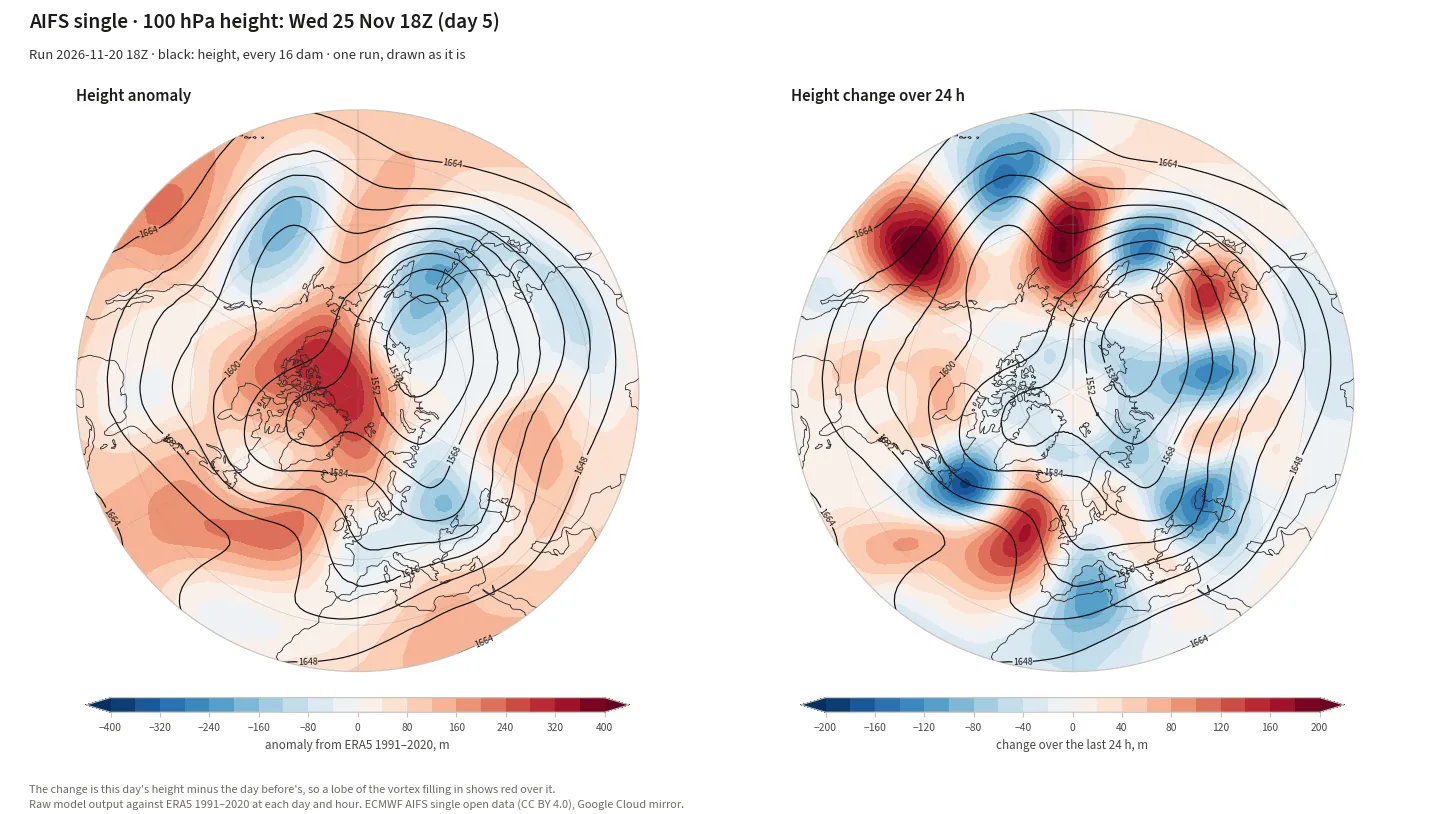 AIFS single · 100 hPa height: Wed 25 Nov 18Z (day 5)
Run 2026-11-20 18Z · black: height, every 16 dam · one run, drawn as it is
Height anomaly
Height change over 24 h
1664
1664
1600
1552
1584
1568
1648
1664
1664
1648
1664
1664
1600
1552
1584
1568
1648
1664
1664
1648
−400 −320 −240 −160 −80 0 80 160 240 320 400
anomaly from ERA5 1991–2020, m
−200 −160 −120 −80 −40 0 40 80 120 160 200
change over the last 24 h, m
The change is this day's height minus the day before's, so a lobe of the vortex filling in shows red over it.
Raw model output against ERA5 1991–2020 at each day and hour. ECMWF AIFS single open data (CC BY 4.0), Google Cloud mirror.